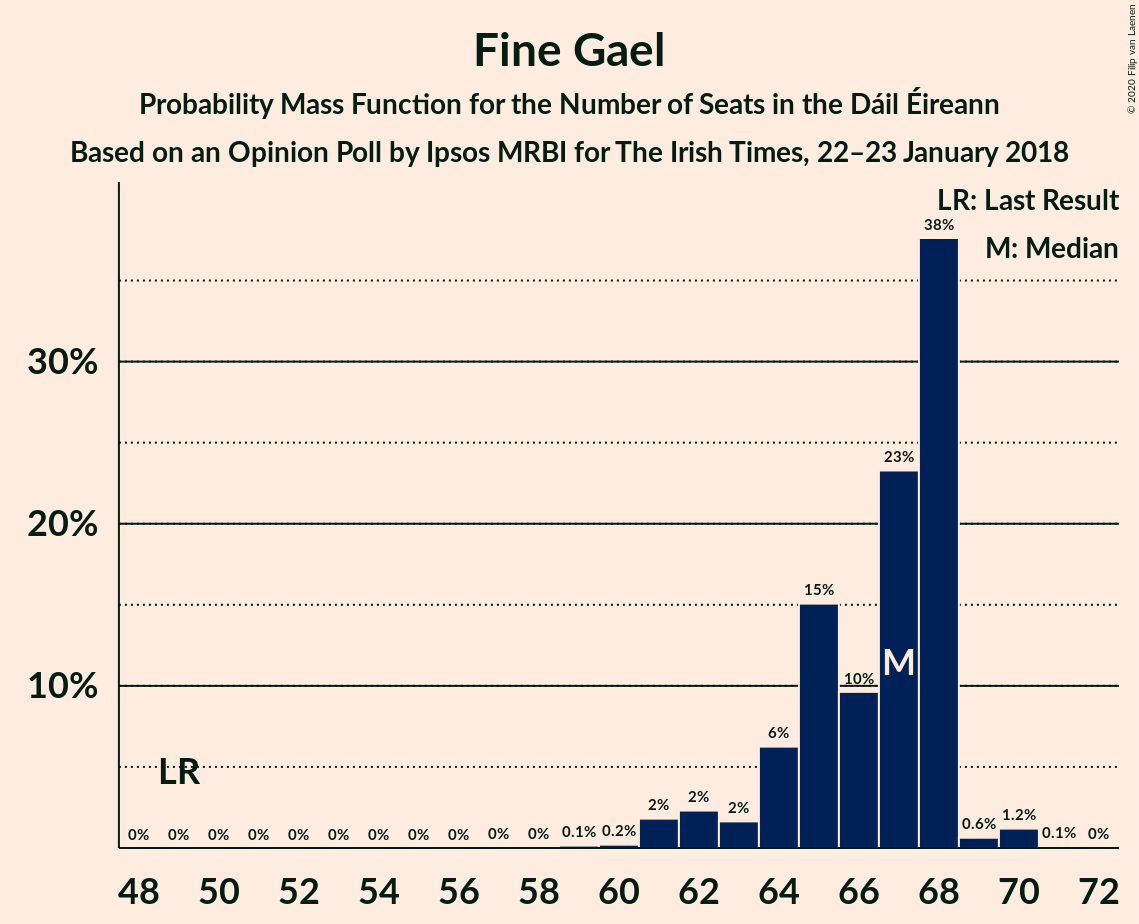 Fine Gael
Probability Mass Function for the Number of Seats in the Dáil Éireann
Based on an Opinion Poll by Ipsos MRBI for The Irish Times, 22–23 January 2018
© 2020 Filip van Laenen
LR: Last Result
M: Median
38%
30%
23%
20%
15%
M
10%
10%
6%
LR
0% 0% 0% 0% 0% 0% 0% 0% 0% 0% 0% 0.1% 0.2% 2% 2% 2% 0.6% 1.2% 0.1% 0%
48 50 52 54 56 58 60 62 64 66 68 70 72